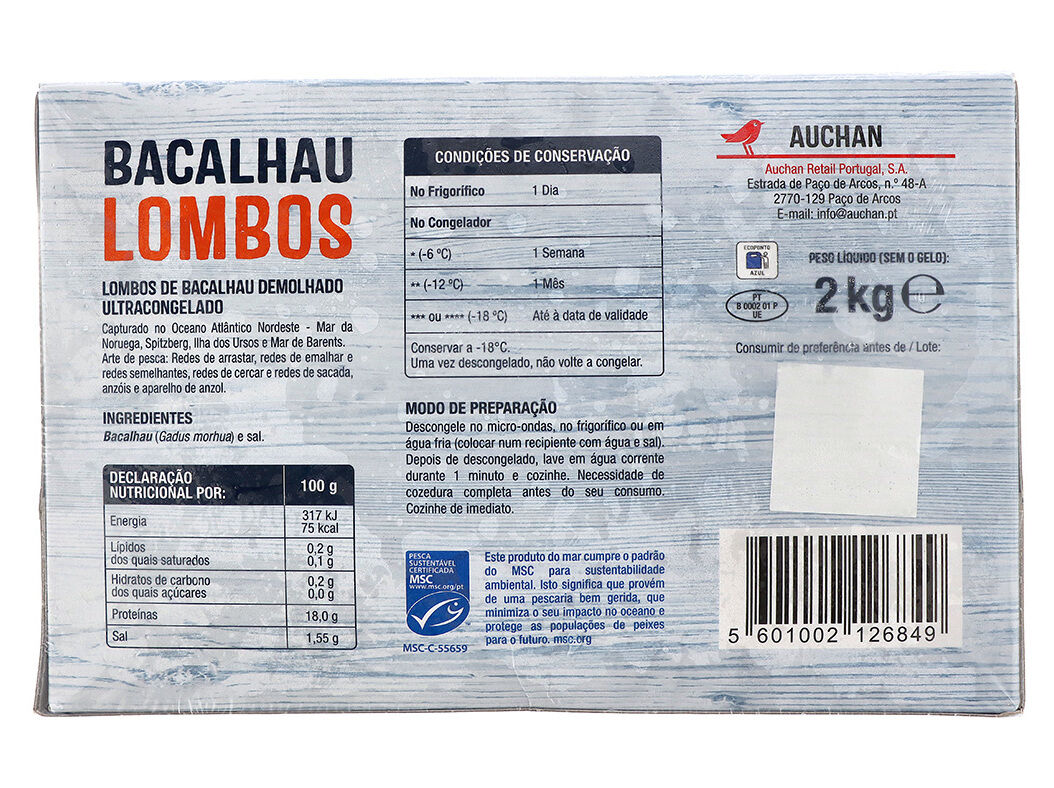 BACALHAU
LOMBOS
LOMBOS DE BACALHAU DEMOLHADO
ULTRACONGELADO
Capturado no Oceano Atlântico Nordeste - Mar da
Noruega, Spitzberg, Ilha dos Ursos e Mar de Barents.
Arte de pesca: Redes de arrastar, redes de emalhar e
redes semelhantes, redes de cercar e redes de sacada,
anzóis e aparelho de anzol.
INGREDIENTES
Bacalhau (Gadus morhua) e sal.
DECLARAÇÃO
NUTRICIONAL POR: 100 g
Energia 317 kJ
75 kcal
Lípidos 0,2 g
dos quais saturados 0,1 g
Hidratos de carbono 0,2 g
dos quais açúcares 0,0 g
Proteínas 18,0 g
Sal 1,55 g
CONDIÇÕES DE CONSERVAÇÃO
No Frigorífico 1 Dia
No Congelador
* (-6 ºC) 1 Semana
** (-12 ºC) 1 Mês
*** ou **** (-18 ºC) Até à data de validade
Conservar a -18°C.
Uma vez descongelado, não volte a congelar.
MODO DE PREPARAÇÃO
Descongele no micro-ondas, no frigorífico ou em
água fria (colocar num recipiente com água e sal).
Depois de descongelado, lave em água corrente
durante 1 minuto e cozinhe. Necessidade de
cozedura completa antes do seu consumo.
Cozinhe de imediato.
PESCA
SUSTENTÁVEL
CERTIFICADA
MSC
www.msc.org/pt
MSC-C-55659
Este produto do mar cumpre o padrão
do MSC para sustentabilidade
ambiental. Isto significa que provém
de uma pescaria bem gerida, que
minimiza o seu impacto no oceano e
protege as populações de peixes
para o futuro. msc.org
AUCHAN
Auchan Retail Portugal, S.A.
Estrada de Paço de Arcos, n.º 48-A
2770-129 Paço de Arcos
E-mail: info@auchan.pt
ECOPONTO
AZUL
PT
B 0002 01 P
UE
PESO LÍQUIDO (SEM O GELO):
2 kg e
Consumir de preferência antes de / Lote:
5 601002 126849